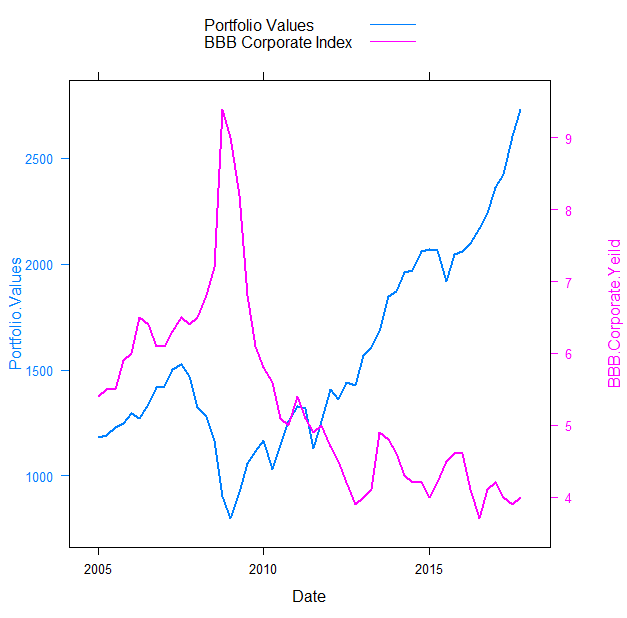 Portfolio Values
BBB Corporate Index
2500
2000
1500
1000
Portfolio.Values
9
8
7
6
5
4
BBB.Corporate.Yeild
2005
2010
2015
Date